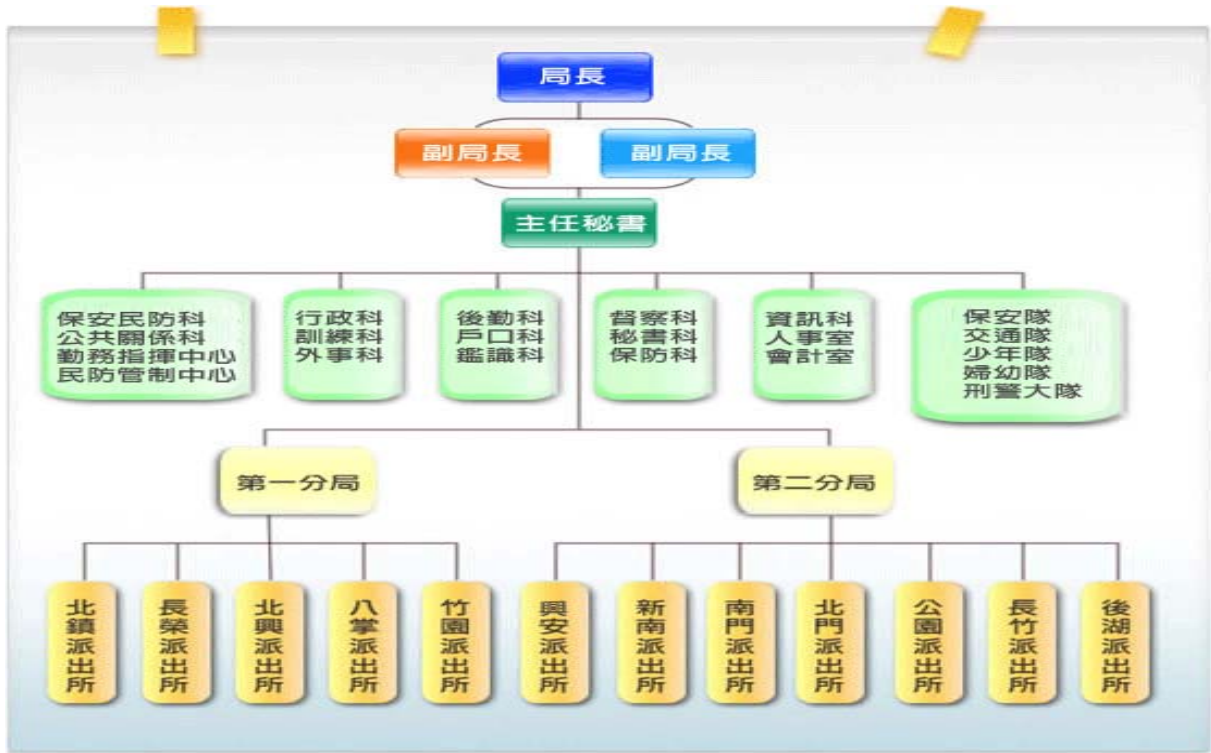 局長
副局長
副局長
主任秘書
保安民防科
公共關係科
勤務指揮中心
民防管制中心
行政科
訓練科
外事科
後勤科
戶口科
鑑識科
督察科
秘書科
保防科
資訊科
人事室
會計室
保安隊
交通隊
少年隊
婦幼隊
刑警大隊
第一分局
第二分局
北鎮派出所
長榮派出所
北興派出所
八掌派出所
竹園派出所
興安派出所
新南派出所
南門派出所
北門派出所
公園派出所
長竹派出所
後湖派出所